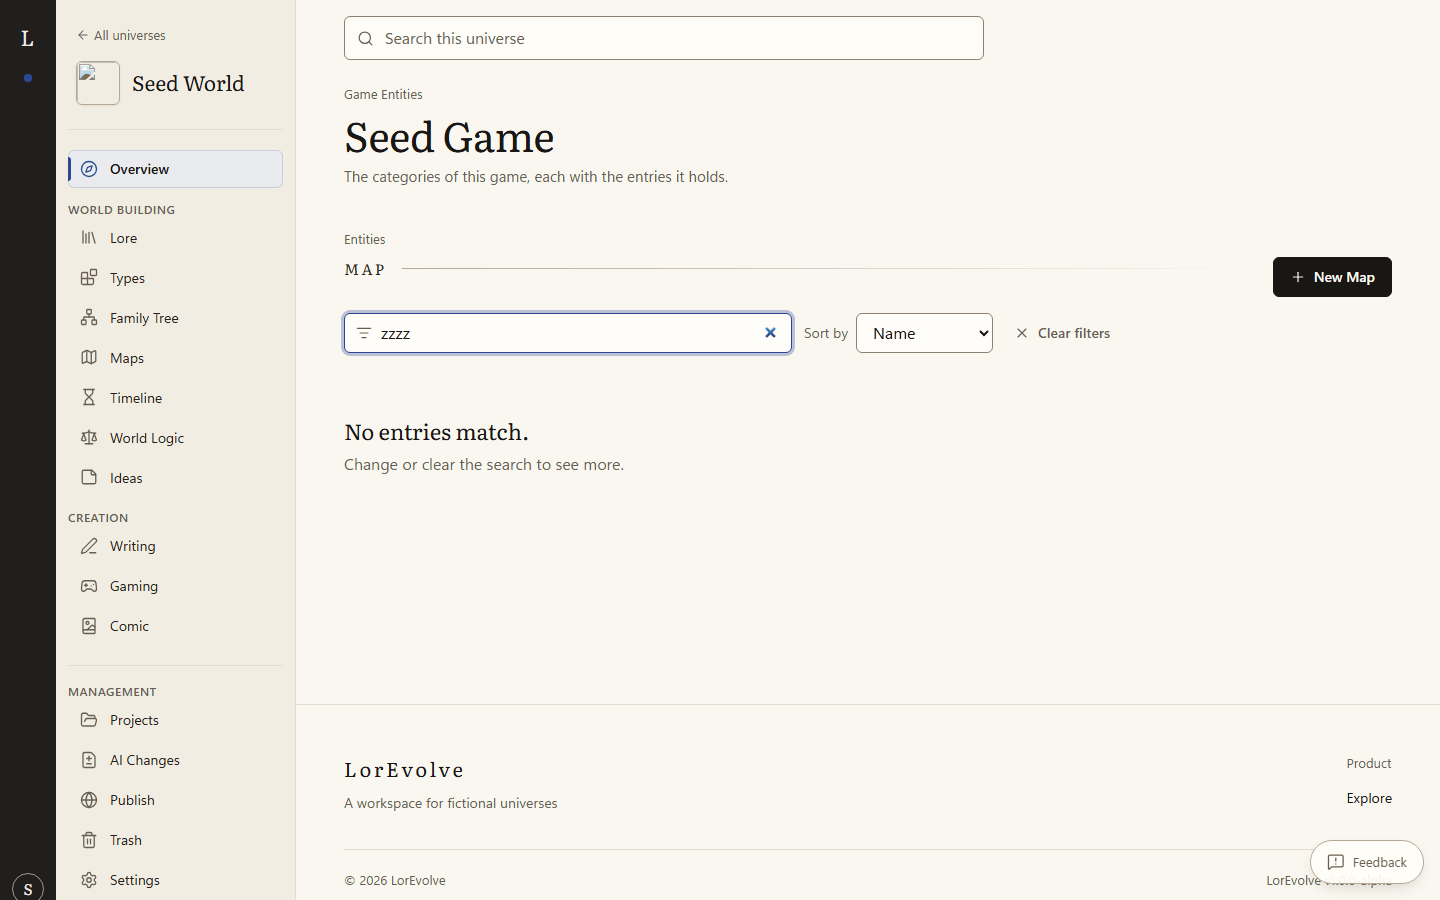 L
← All universes
Seed World
Overview
WORLD BUILDING
Lore
Types
Family Tree
Maps
Timeline
World Logic
Ideas
CREATION
Writing
Gaming
Comic
MANAGEMENT
Projects
AI Changes
Publish
Trash
Settings
S
Search this universe
Game Entities
Seed Game
The categories of this game, each with the entries it holds.
Entities
MAP
New Map
zzzz
Sort by
Name
Clear filters
No entries match.
Change or clear the search to see more.
LorEvolve
A workspace for fictional universes
Product
Explore
Feedback
© 2026 LorEvolve
LorEvolve